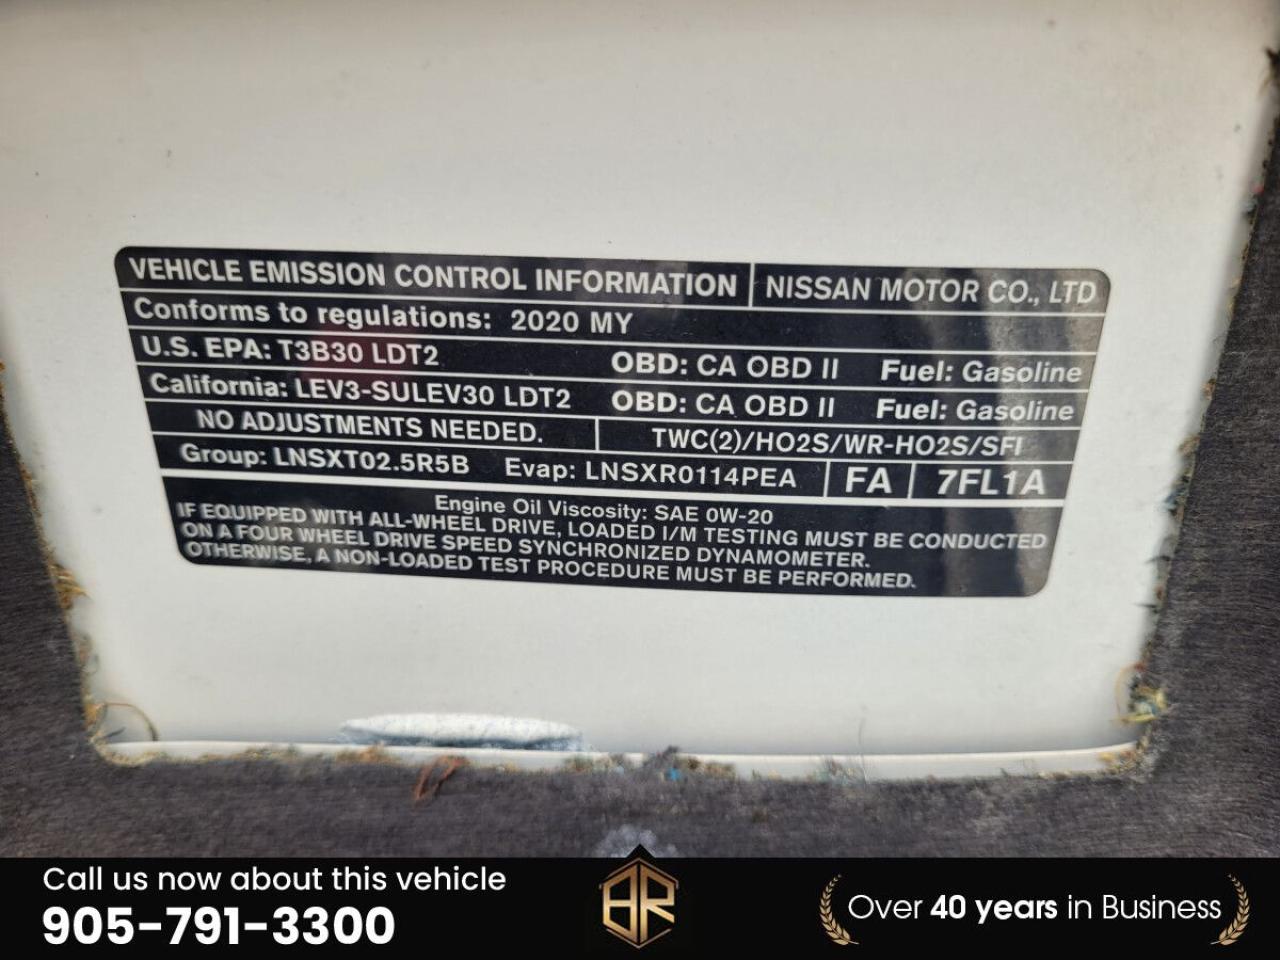 VEHICLE EMISSION CONTROL INFORMATION NISSAN MOTOR CO., LTD
Conforms to regulations: 2020 MY
U.S. EPA: T3B30 LDT2 OBD: CA OBD II Fuel: Gasoline
California: LEV3-SULEV30 LDT2 OBD: CA OBD II Fuel: Gasoline
NO ADJUSTMENTS NEEDED. TWC(2)/HO2S/WR-HO2S/SFI
Group: LNSXT02.5R5B Evap: LNSXR0114PEA FA 7FL1A
Engine Oil Viscosity: SAE 0W-20
IF EQUIPPED WITH ALL-WHEEL DRIVE, LOADED I/M TESTING MUST BE CONDUCTED
ON A FOUR WHEEL DRIVE SPEED SYNCHRONIZED DYNAMOMETER.
OTHERWISE, A NON-LOADED TEST PROCEDURE MUST BE PERFORMED.
Call us now about this vehicle
905-791-3300
BR
Over 40 years in Business